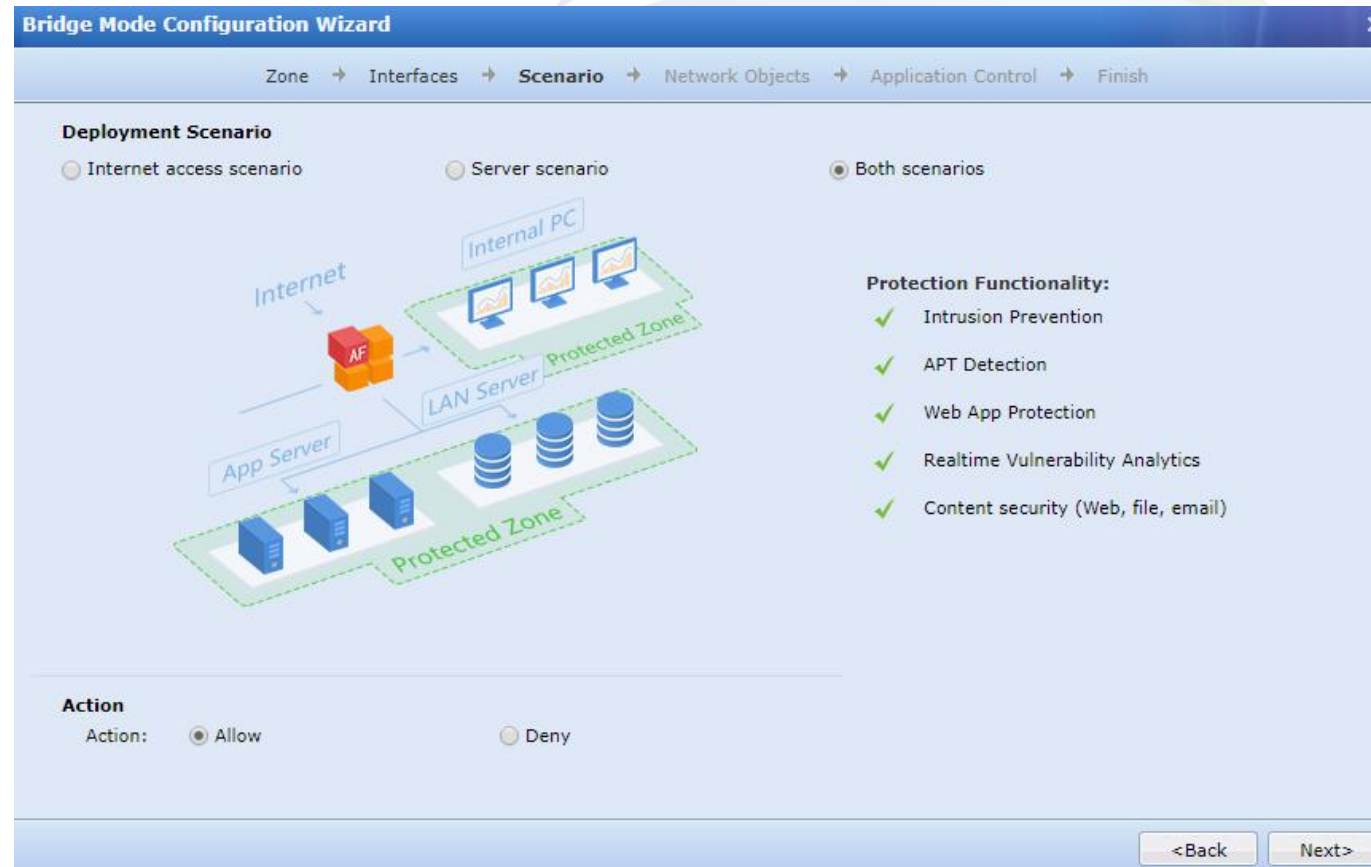 Bridge Mode Configuration Wizard
Zone → Interfaces → Scenario → Network Objects → Application Control → Finish
Deployment Scenario
Internet access scenario Server scenario Both scenarios
Internal PC
Internet
Protected Zone
AF
LAN Server
App Server
Protected Zone
Protection Functionality:
✓ Intrusion Prevention
✓ APT Detection
✓ Web App Protection
✓ Realtime Vulnerability Analytics
✓ Content security (Web, file, email)
Action
Action: Allow Deny
<Back Next>